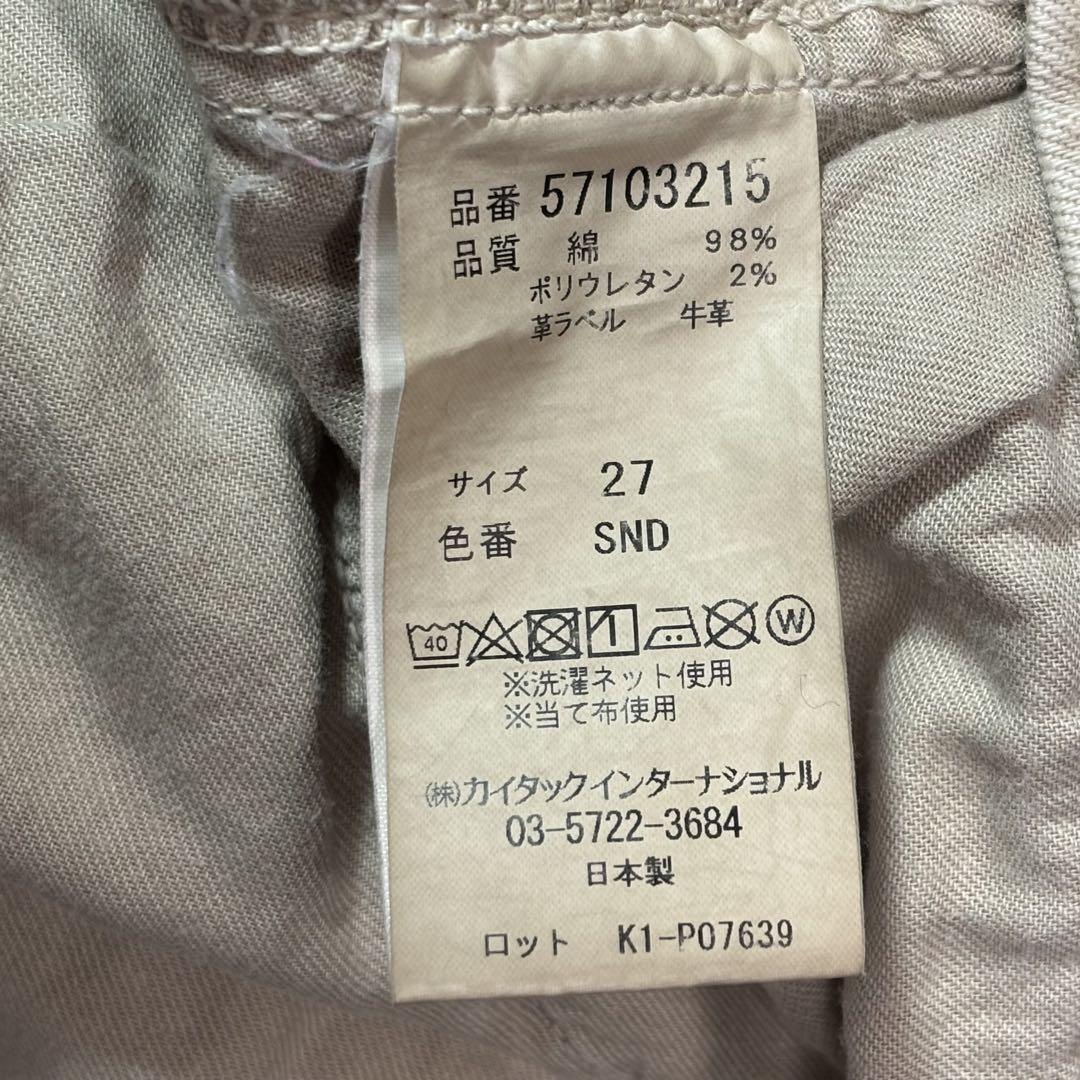 品番 57103215
品質 綿 98%
ポリウレタン 2%
革ラベル 牛革
サイズ 27
色番 SND
40 W
※洗濯ネット使用
※当て布使用
㈱カイタックインターナショナル
03-5722-3684
日本製
ロット K1-P07639